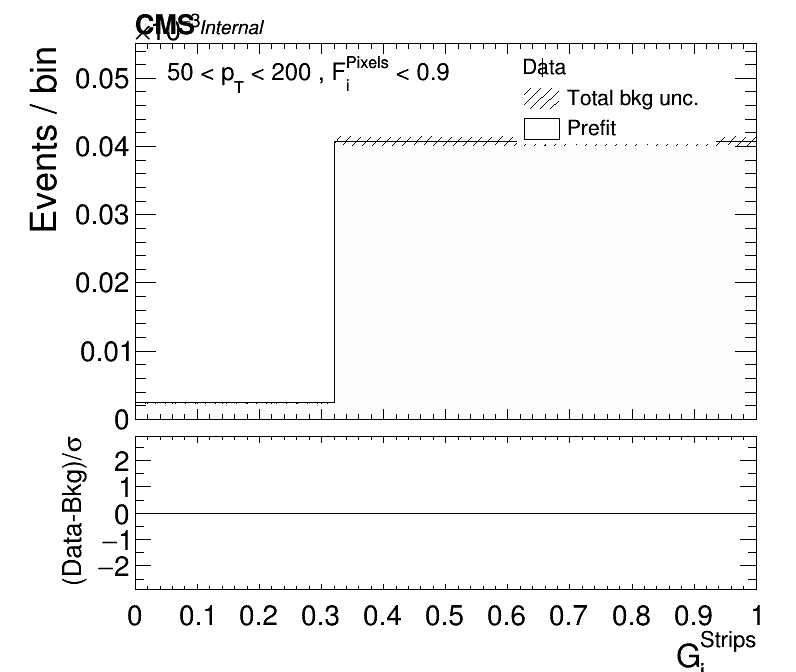 CMS Internal
×10³
50 < p_T < 200 , F_i^Pixels < 0.9
Data
Total bkg unc.
Prefit
Events / bin
0.05
0.04
0.03
0.02
0.01
0
(Data-Bkg)/σ
2
1
0
−1
−2
0 0.1 0.2 0.3 0.4 0.5 0.6 0.7 0.8 0.9 1
G_i^Strips